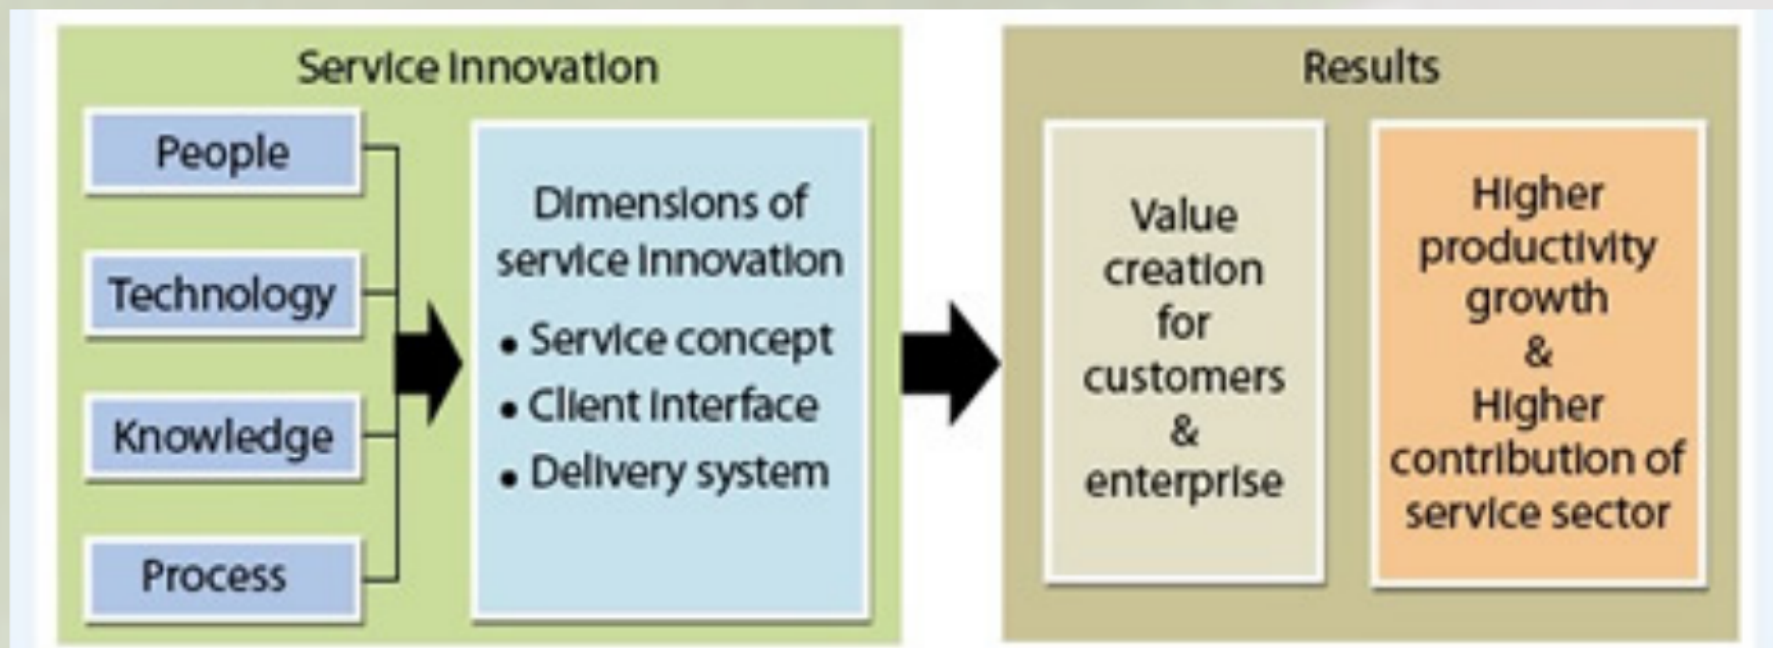 Service Innovation
People
Technology
Knowledge
Process
Dimensions of
service innovation
• Service concept
• Client interface
• Delivery system
Results
Value
creation
for
customers
&
enterprise
Higher
productivity
growth
&
Higher
contribution of
service sector